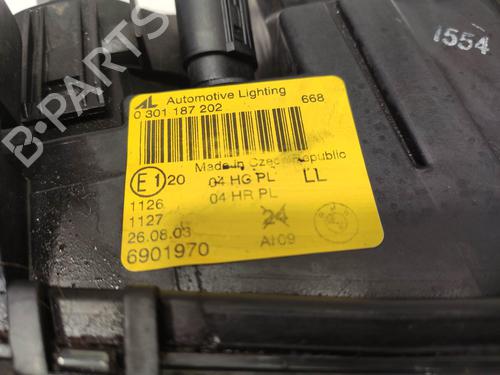 1554
AL Automotive Lighting
0 301 187 202 668
Made in Czech Republic
E1 20 04 HG PL LL
1126 04 HR PL
1127 24
26.08.03 AI 09
6901970
B-PARTS